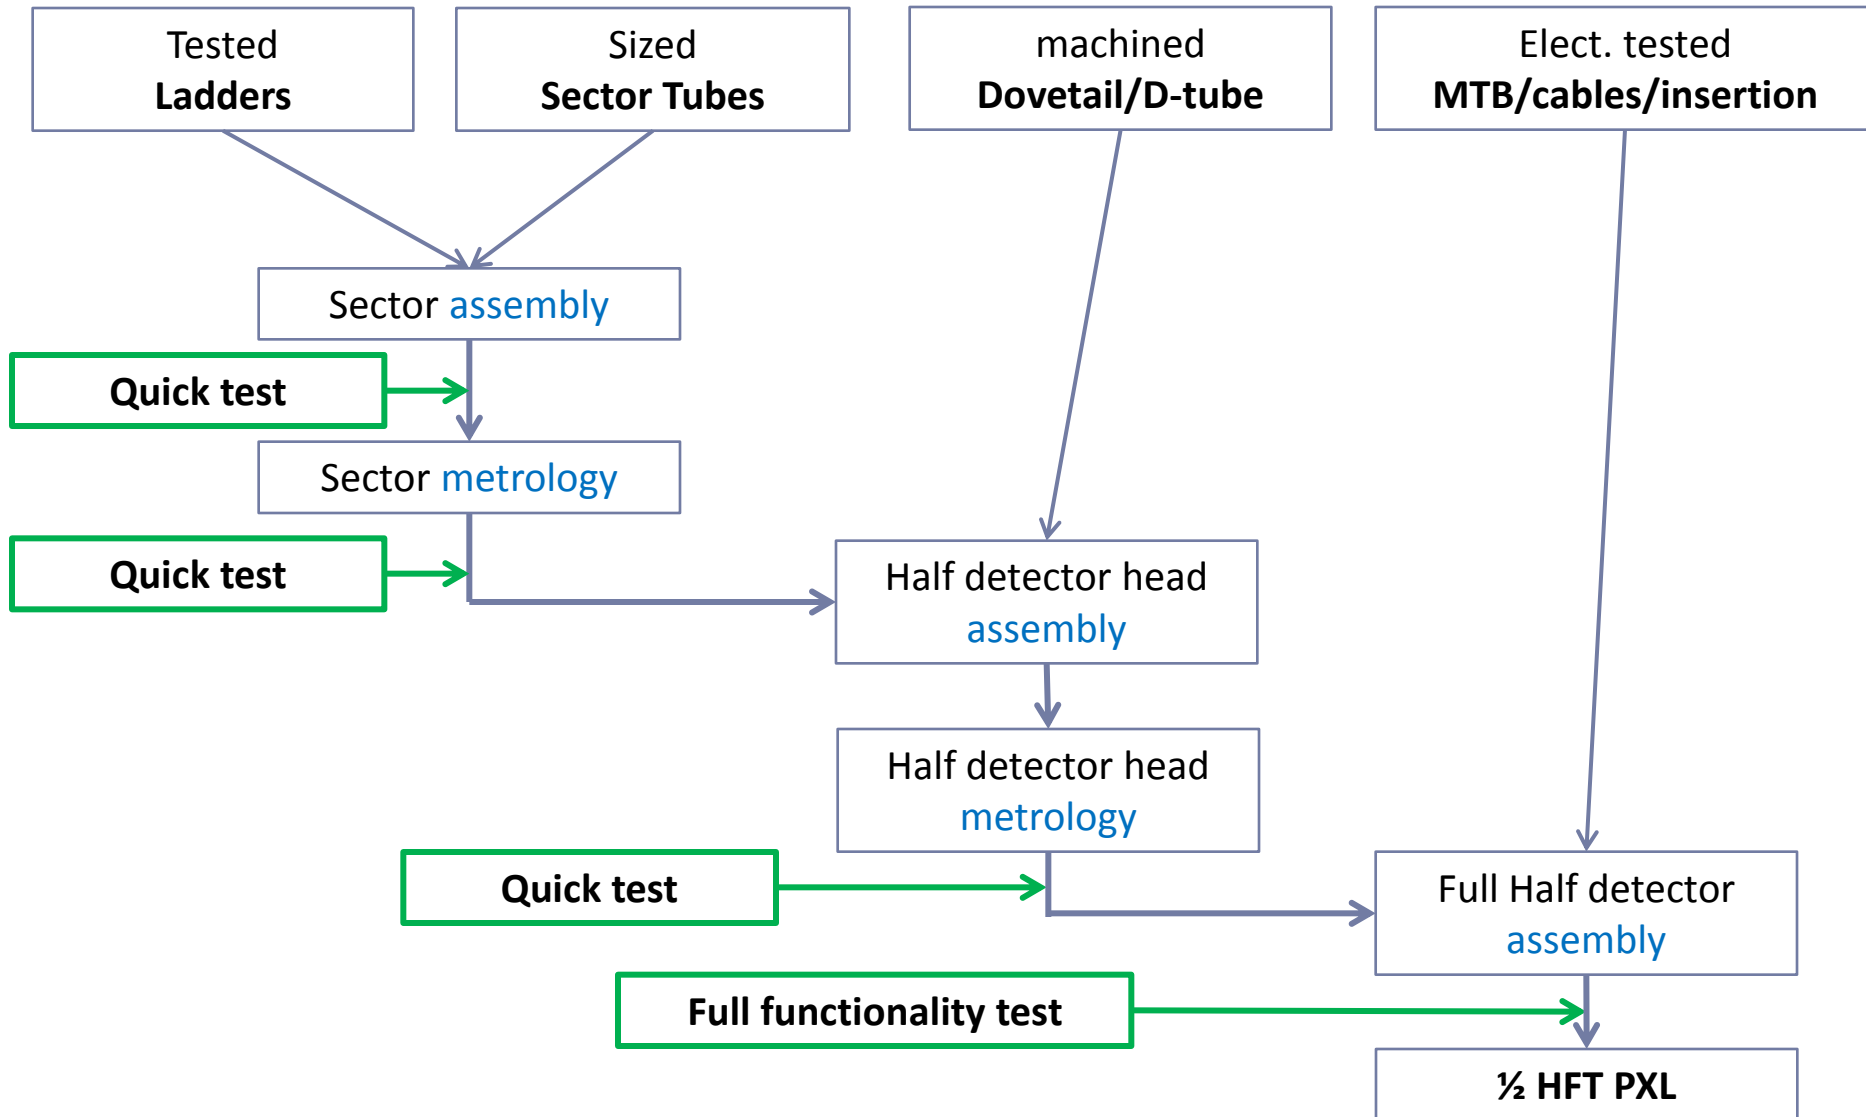 Tested
Ladders
Sized
Sector Tubes
machined
Dovetail/D-tube
Elect. tested
MTB/cables/insertion
Sector assembly
Quick test
Sector metrology
Quick test
Half detector head
assembly
Half detector head
metrology
Quick test
Full Half detector
assembly
Full functionality test
½ HFT PXL